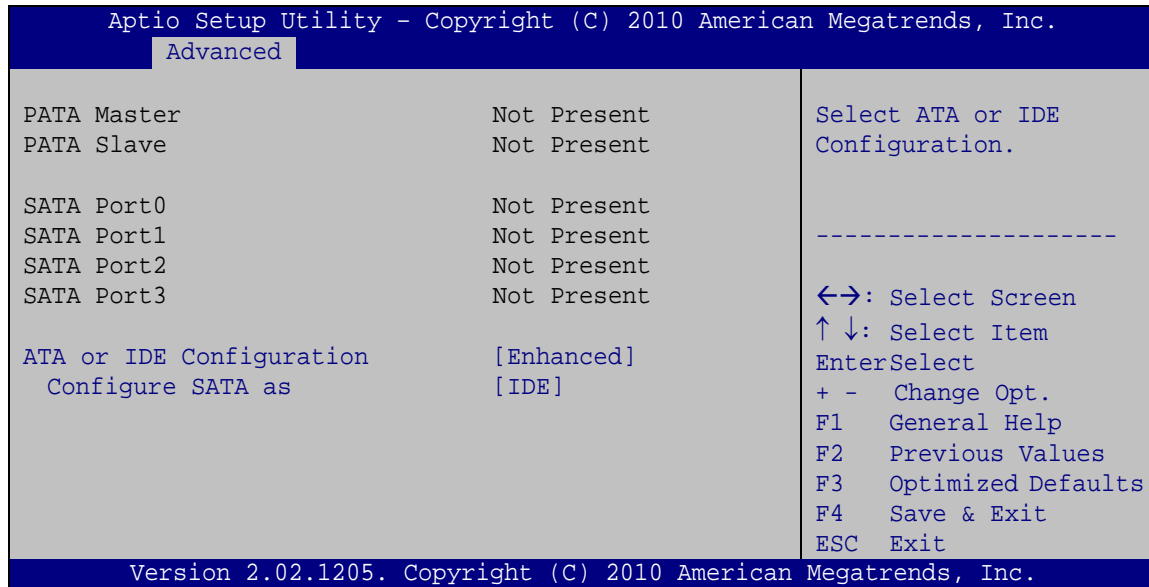 Aptio Setup Utility – Copyright (C) 2010 American Megatrends, Inc.
Advanced
PATA Master Not Present
PATA Slave Not Present
SATA Port0 Not Present
SATA Port1 Not Present
SATA Port2 Not Present
SATA Port3 Not Present
ATA or IDE Configuration [Enhanced]
Configure SATA as [IDE]
Select ATA or IDE
Configuration.
---------------------
←→: Select Screen
↑ ↓: Select Item
EnterSelect
+ - Change Opt.
F1 General Help
F2 Previous Values
F3 Optimized Defaults
F4 Save & Exit
ESC Exit
Version 2.02.1205. Copyright (C) 2010 American Megatrends, Inc.